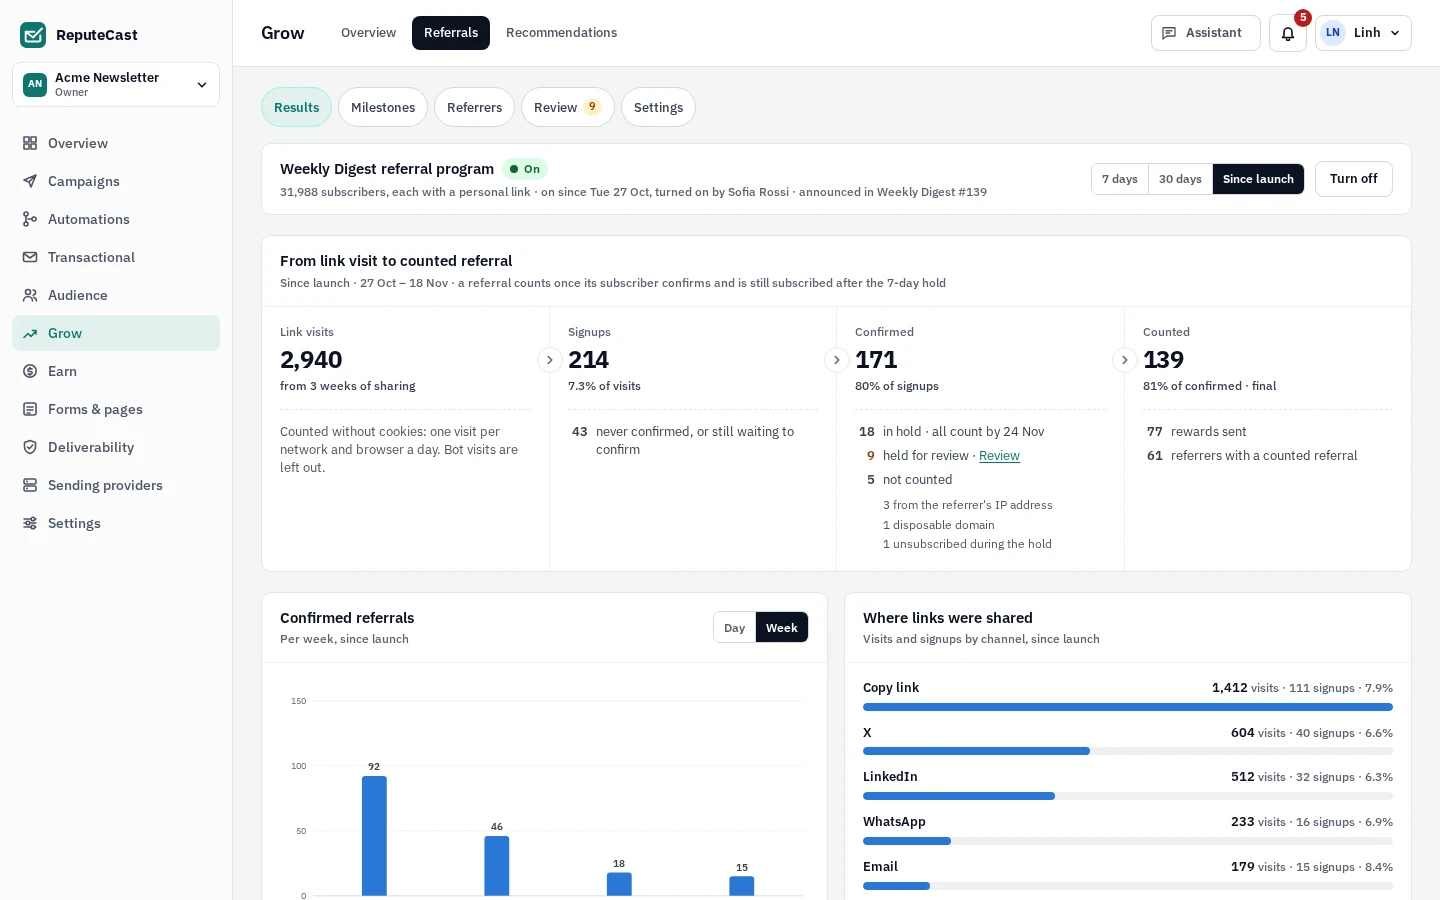 ReputeCast
AN
Acme Newsletter
Owner
Overview
Campaigns
Automations
Transactional
Audience
Grow
Earn
Forms & pages
Deliverability
Sending providers
Settings
Grow
Overview
Referrals
Recommendations
Assistant
5
LN
Linh
Results
Milestones
Referrers
Review 9
Settings
Weekly Digest referral program
On
31,988 subscribers, each with a personal link · on since Tue 27 Oct, turned on by Sofia Rossi · announced in Weekly Digest #139
7 days
30 days
Since launch
Turn off
From link visit to counted referral
Since launch · 27 Oct – 18 Nov · a referral counts once its subscriber confirms and is still subscribed after the 7-day hold
Link visits
2,940
from 3 weeks of sharing
Counted without cookies: one visit per
network and browser a day. Bot visits are
left out.
Signups
214
7.3% of visits
43 never confirmed, or still waiting to
confirm
Confirmed
171
80% of signups
18 in hold · all count by 24 Nov
9 held for review · Review
5 not counted
3 from the referrer's IP address
1 disposable domain
1 unsubscribed during the hold
Counted
139
81% of confirmed · final
77 rewards sent
61 referrers with a counted referral
Confirmed referrals
Per week, since launch
Day
Week
150
100
50
0
92
46
18
15
Where links were shared
Visits and signups by channel, since launch
Copy link
1,412 visits · 111 signups · 7.9%
X
604 visits · 40 signups · 6.6%
LinkedIn
512 visits · 32 signups · 6.3%
WhatsApp
233 visits · 16 signups · 6.9%
Email
179 visits · 15 signups · 8.4%